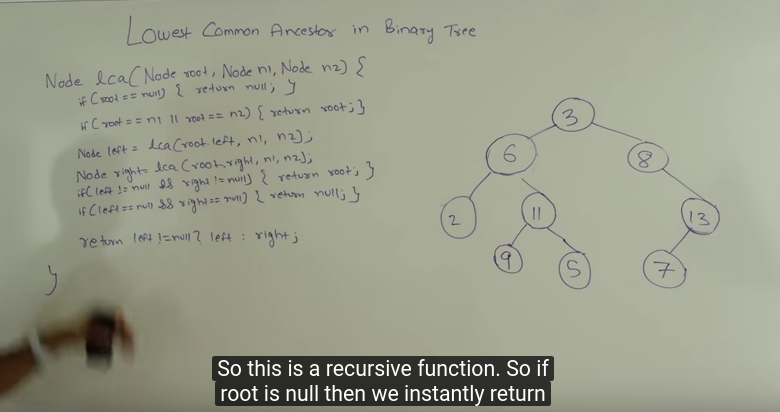 Lowest Common Ancestor in Binary Tree
Node lca(Node root, Node n1, Node n2) {
if(root == null) { return null; }
if(root == n1 || root == n2) { return root; }
Node left = lca(root.left, n1, n2);
Node right = lca(root.right, n1, n2);
if(left != null && right != null) { return root; }
if(left == null && right == null) { return null; }
return left != null ? left : right;
}
3
6
8
2
11
13
9
5
7
So this is a recursive function. So if
root is null then we instantly return